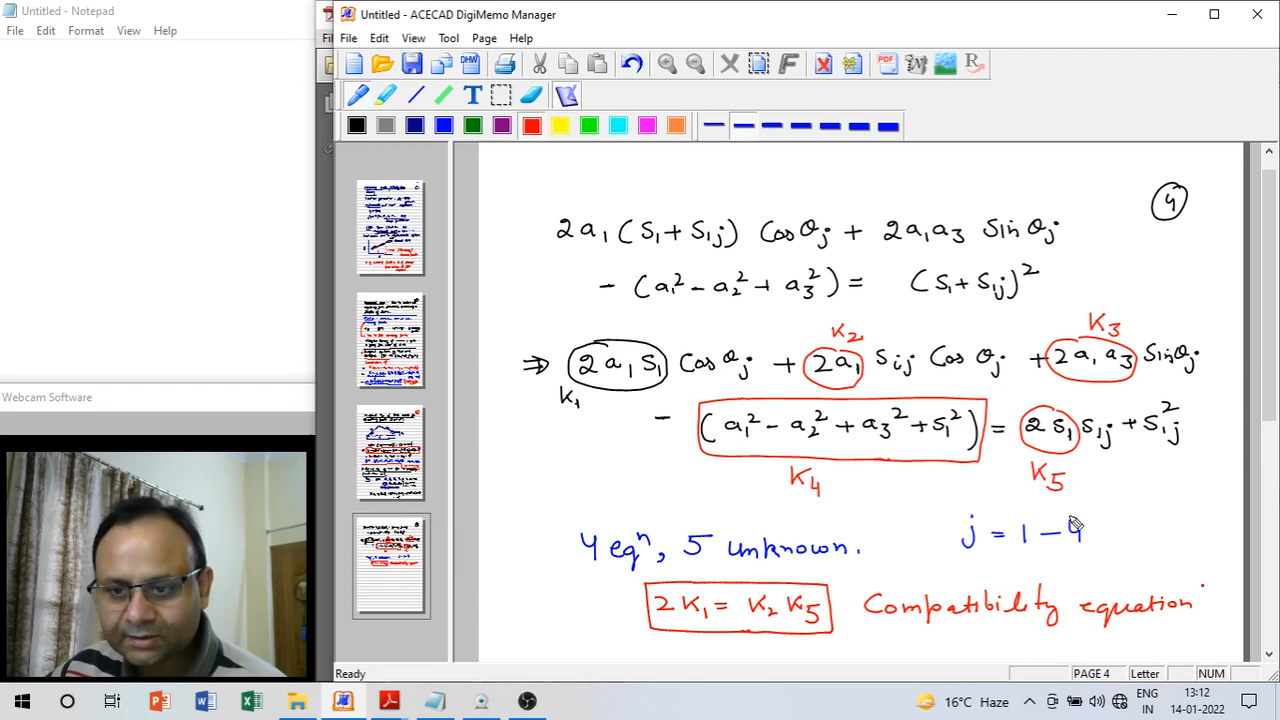 Untitled - Notepad
File Edit Format View Help
Webcam Software
Untitled - ACECAD DigiMemo Manager
File Edit View Tool Page Help
4
2a₁(S₁+S₁j) Cosθj + 2a₁a₃ Sinθj
- (a₁² - a₂² + a₃²) = (S₁+S₁j)²
K₂ K₃
⇒ 2a₁S₁ Cosθj + 2a₁ Sıj Cosθj + 2a₁a₃ Sinθj
K₁
- (a₁² - a₂² + a₃² + S₁²) = 2S₁ S₁j + S₁j²
K₄ K₅
4 eqⁿ, 5 unknown. j = 1 - 4
2K₁ = K₂ K₅ Compatibility equation
Ready PAGE 4 Letter NUM
16°C Haze ENG IN 13:12 14-01-2022